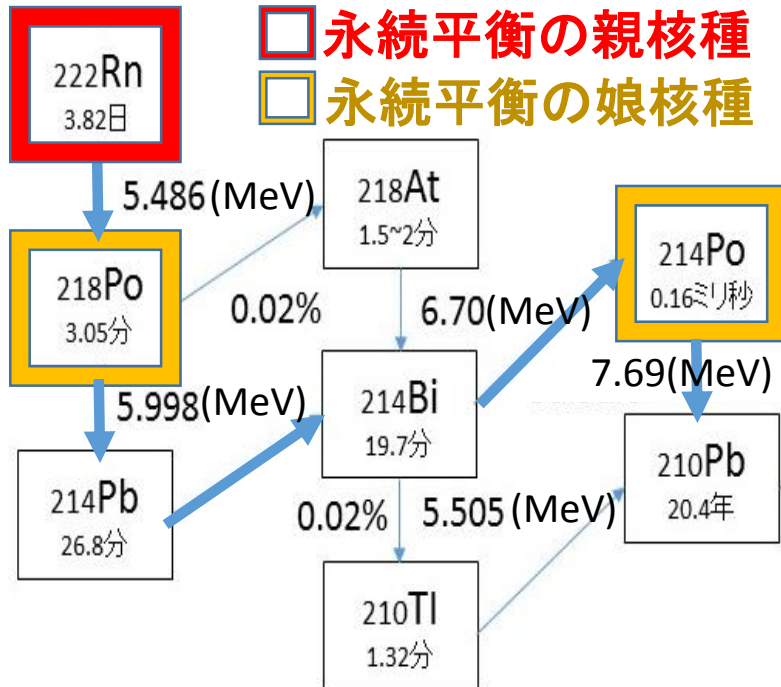 永続平衡の親核種
永続平衡の娘核種
222Rn
3.82日
5.486(MeV)
218At
1.5~2分
218Po
3.05分
214Po
0.16ミリ秒
0.02%
6.70(MeV)
7.69(MeV)
5.998(MeV)
214Bi
19.7分
214Pb
26.8分
210Pb
20.4年
0.02%
5.505(MeV)
210Tl
1.32分